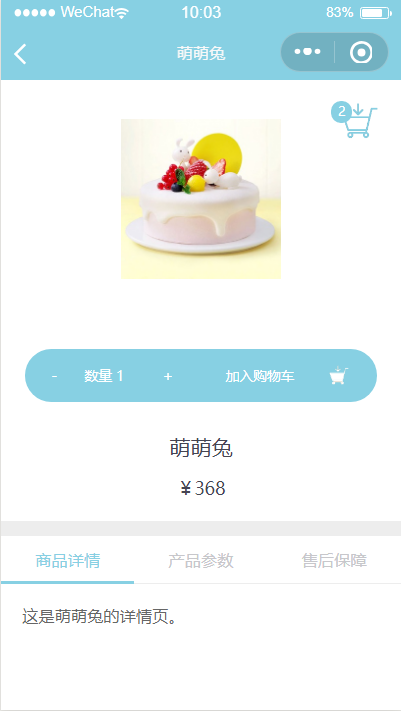 WeChat 10:03 83%
萌萌兔
2
- 数量 1 + 加入购物车
萌萌兔
¥ 368
商品详情 产品参数 售后保障
这是萌萌兔的详情页。